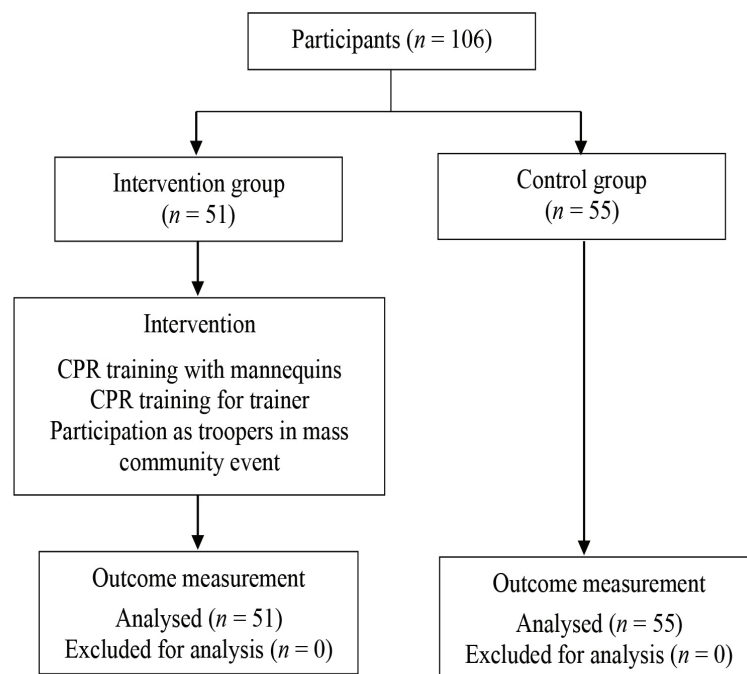 Participants (n = 106)
Intervention group
(n = 51)
Control group
(n = 55)
Intervention
CPR training with mannequins
CPR training for trainer
Participation as troopers in mass
community event
Outcome measurement
Analysed (n = 51)
Excluded for analysis (n = 0)
Outcome measurement
Analysed (n = 55)
Excluded for analysis (n = 0)